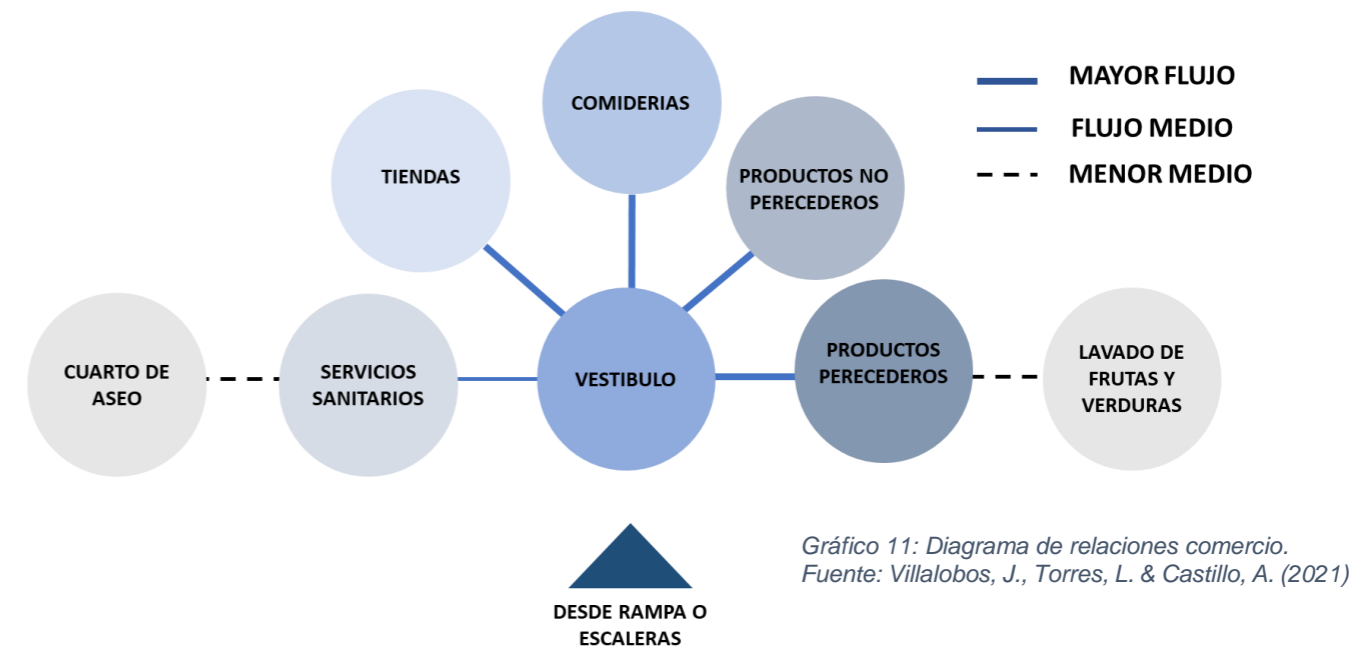 COMIDERIAS
TIENDAS
PRODUCTOS NO
PERECEDEROS
MAYOR FLUJO
FLUJO MEDIO
MENOR MEDIO
CUARTO DE
ASEO
SERVICIOS
SANITARIOS
VESTIBULO
PRODUCTOS
PERECEDEROS
LAVADO DE
FRUTAS Y
VERDURAS
DESDE RAMPA O
ESCALERAS
Gráfico 11: Diagrama de relaciones comercio.
Fuente: Villalobos, J., Torres, L. & Castillo, A. (2021)